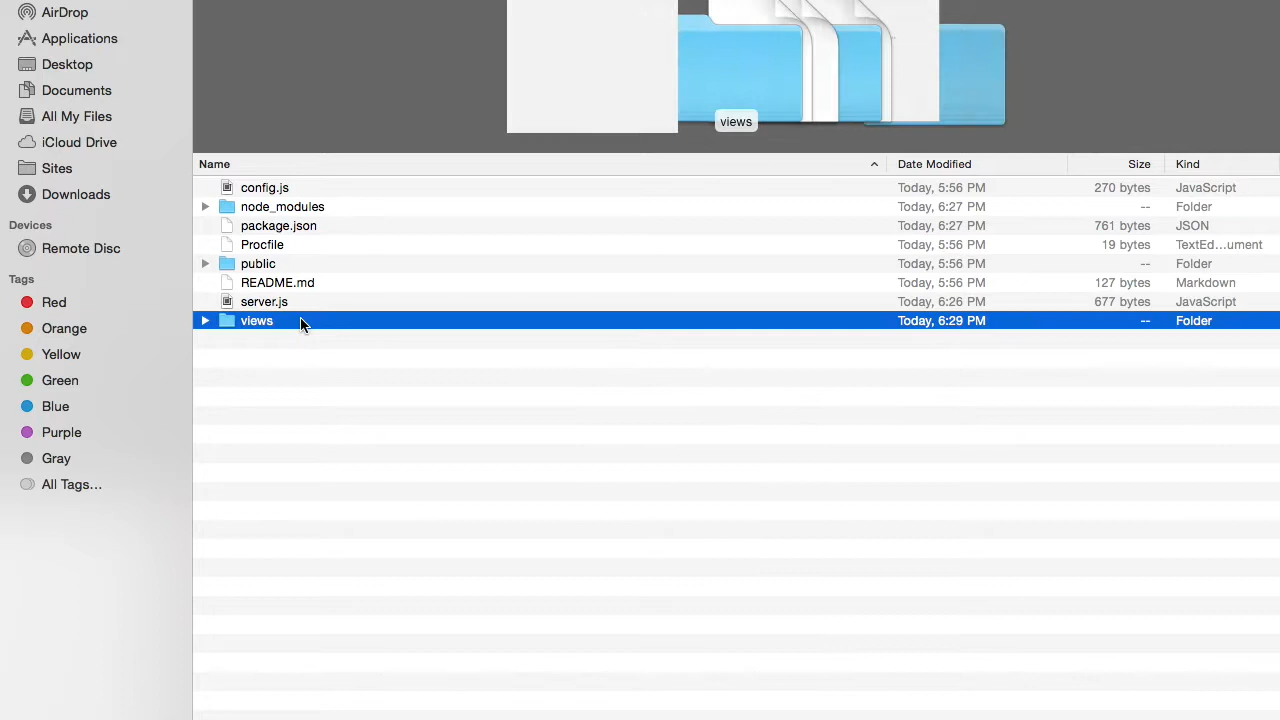 AirDrop
Applications
Desktop
Documents
All My Files
iCloud Drive
Sites
Downloads
Devices
Remote Disc
Tags
Red
Orange
Yellow
Green
Blue
Purple
Gray
All Tags...
views
Name Date Modified Size Kind
config.js Today, 5:56 PM 270 bytes JavaScript
node_modules Today, 6:27 PM -- Folder
package.json Today, 6:27 PM 761 bytes JSON
Procfile Today, 5:56 PM 19 bytes TextEd...ument
public Today, 5:56 PM -- Folder
README.md Today, 5:56 PM 127 bytes Markdown
server.js Today, 6:26 PM 677 bytes JavaScript
views Today, 6:29 PM -- Folder